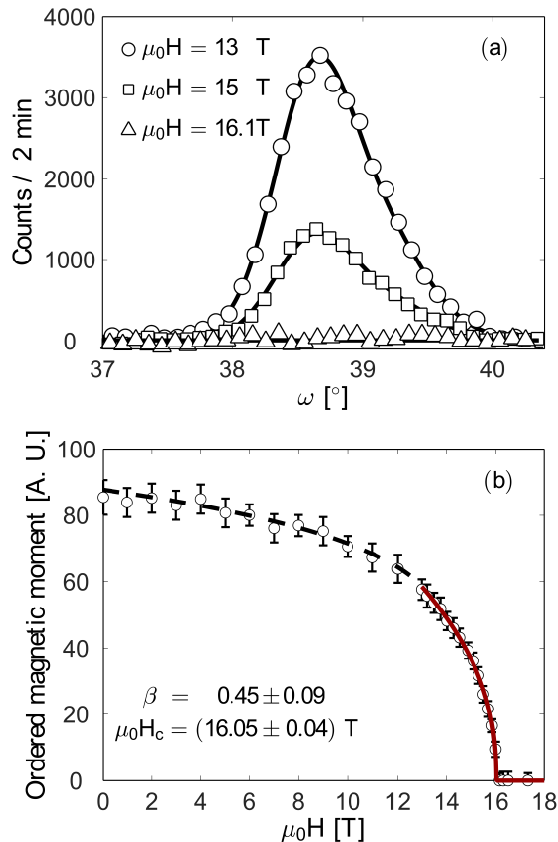 4000
3000
2000
1000
0
Counts / 2 min
(a)
μ₀H = 13 T
μ₀H = 15 T
μ₀H = 16.1T
37
38
39
40
ω [°]
100
80
60
40
20
0
Ordered magnetic moment [A. U.]
(b)
β = 0.45 ± 0.09
μ₀H_c = (16.05 ± 0.04) T
0 2 4 6 8 10 12 14 16 18
μ₀H [T]